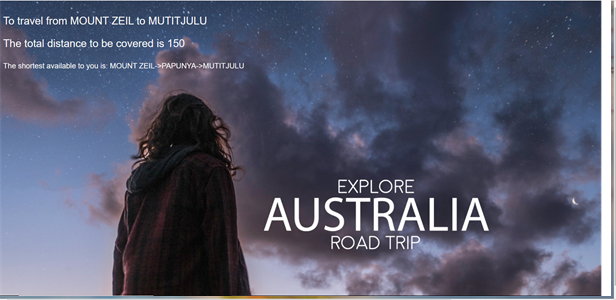 To travel from MOUNT ZEIL to MUTITJULU
The total distance to be covered is 150
The shortest available to you is: MOUNT ZEIL->PAPUNYA->MUTITJULU
EXPLORE
AUSTRALIA
ROAD TRIP